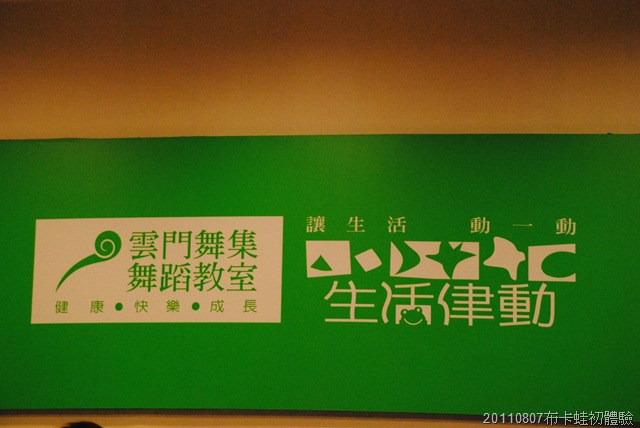 雲門舞集
舞蹈教室
健康●快樂●成長
讓生活 動一動
生活律動
20110807布卡蛙初體驗